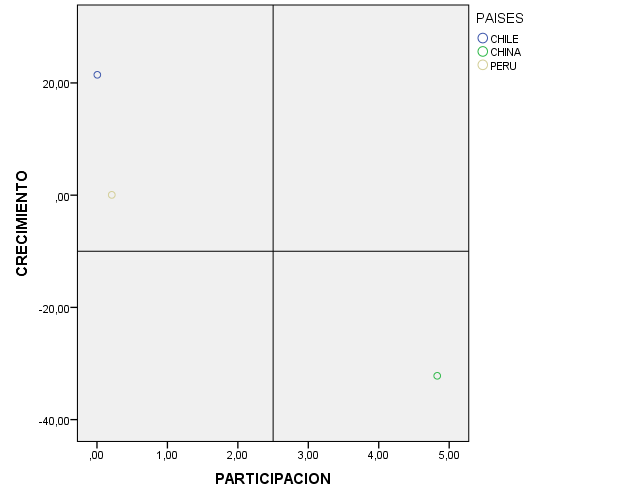 PAISES
CHILE
CHINA
PERU
20,00
,00
-20,00
-40,00
CRECIMIENTO
,00 1,00 2,00 3,00 4,00 5,00
PARTICIPACION